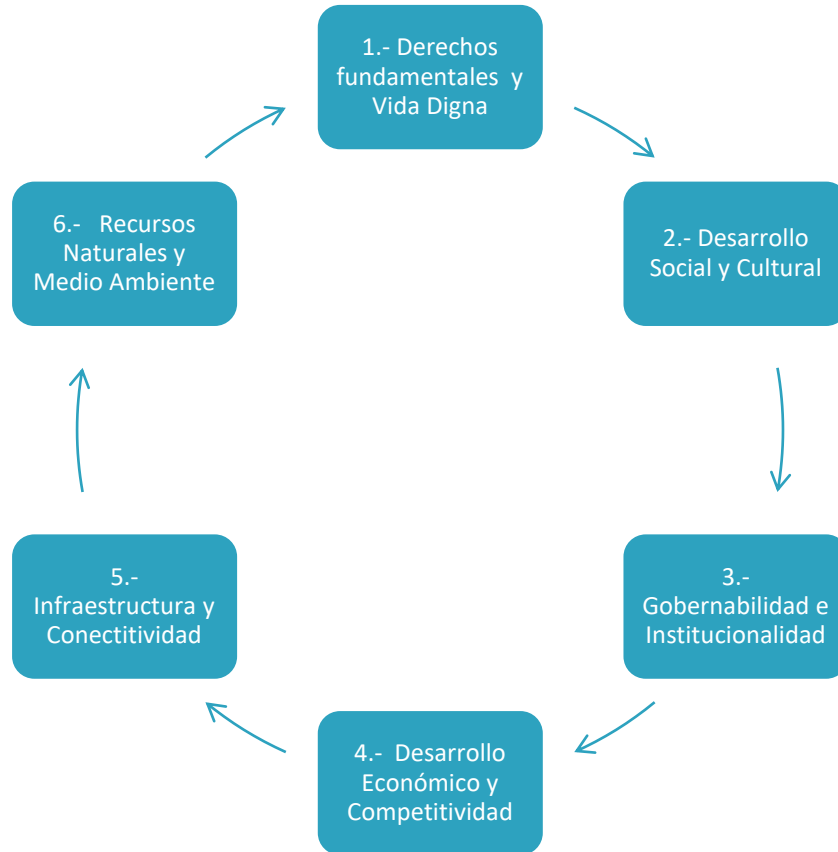 1.- Derechos
fundamentales y
Vida Digna
2.- Desarrollo
Social y Cultural
3.-
Gobernabilidad e
Institucionalidad
4.- Desarrollo
Económico y
Competitividad
5.-
Infraestructura y
Conectitividad
6.- Recursos
Naturales y
Medio Ambiente